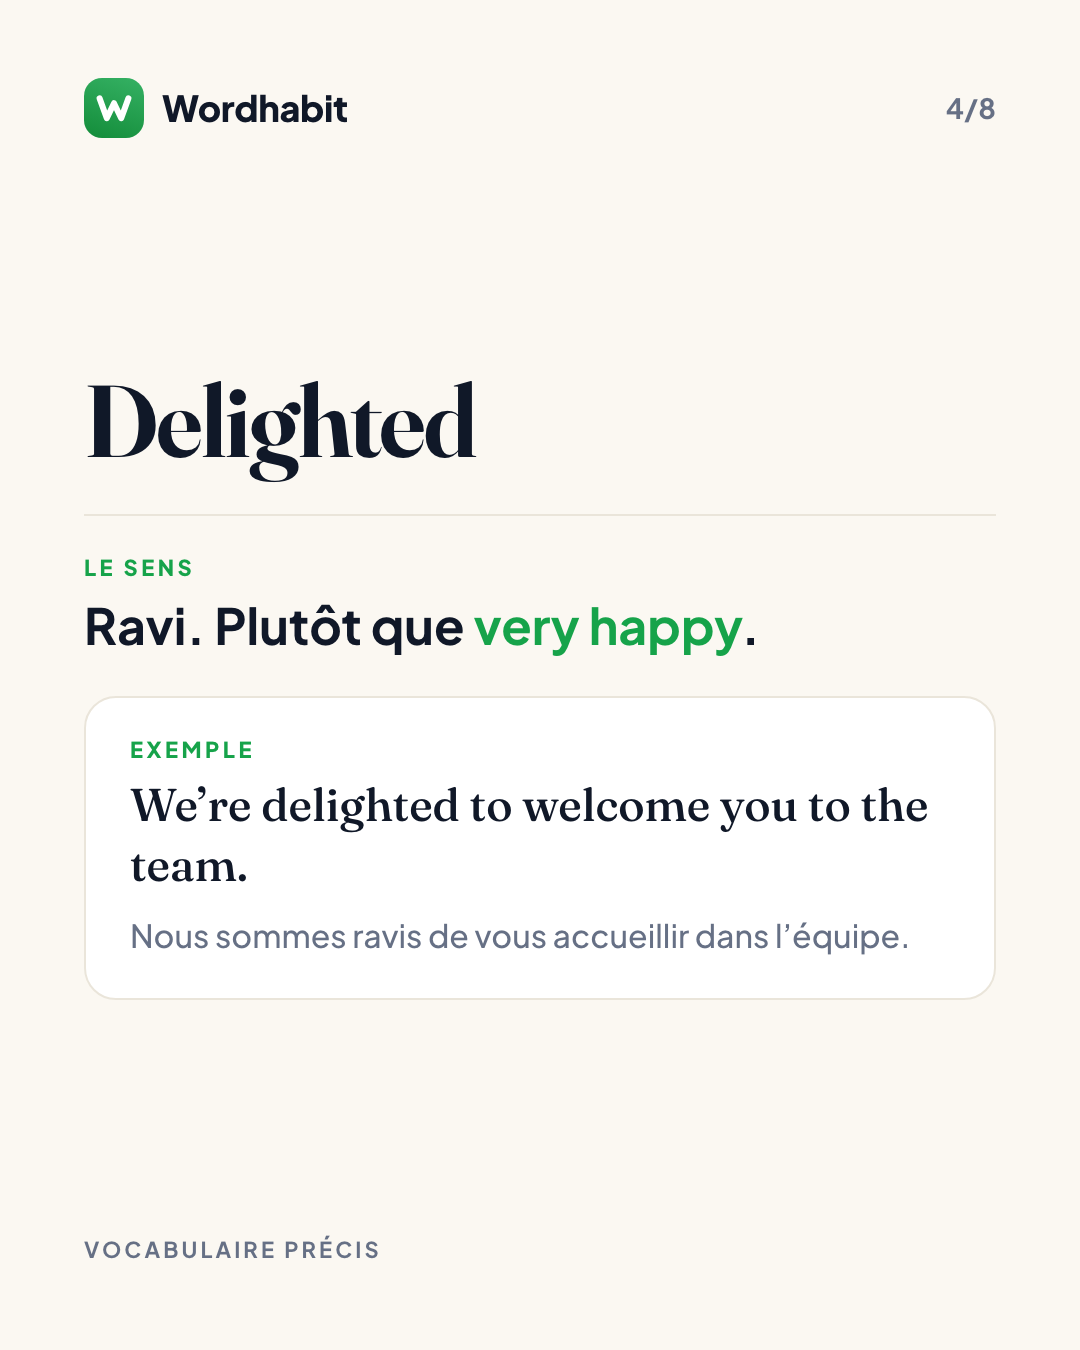 W Wordhabit
4/8
Delighted
LE SENS
Ravi. Plutôt que very happy.
EXEMPLE
We’re delighted to welcome you to the
team.
Nous sommes ravis de vous accueillir dans l’équipe.
VOCABULAIRE PRÉCIS